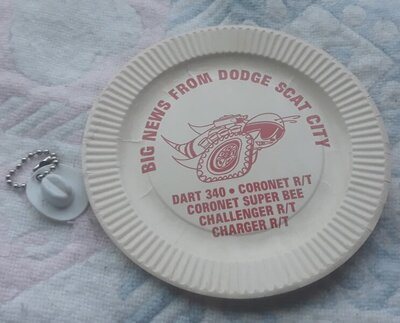 BIG NEWS FROM DODGE SCAT CITY
DART 340 • CORONET R/T
CORONET SUPER BEE
CHALLENGER R/T
CHARGER R/T